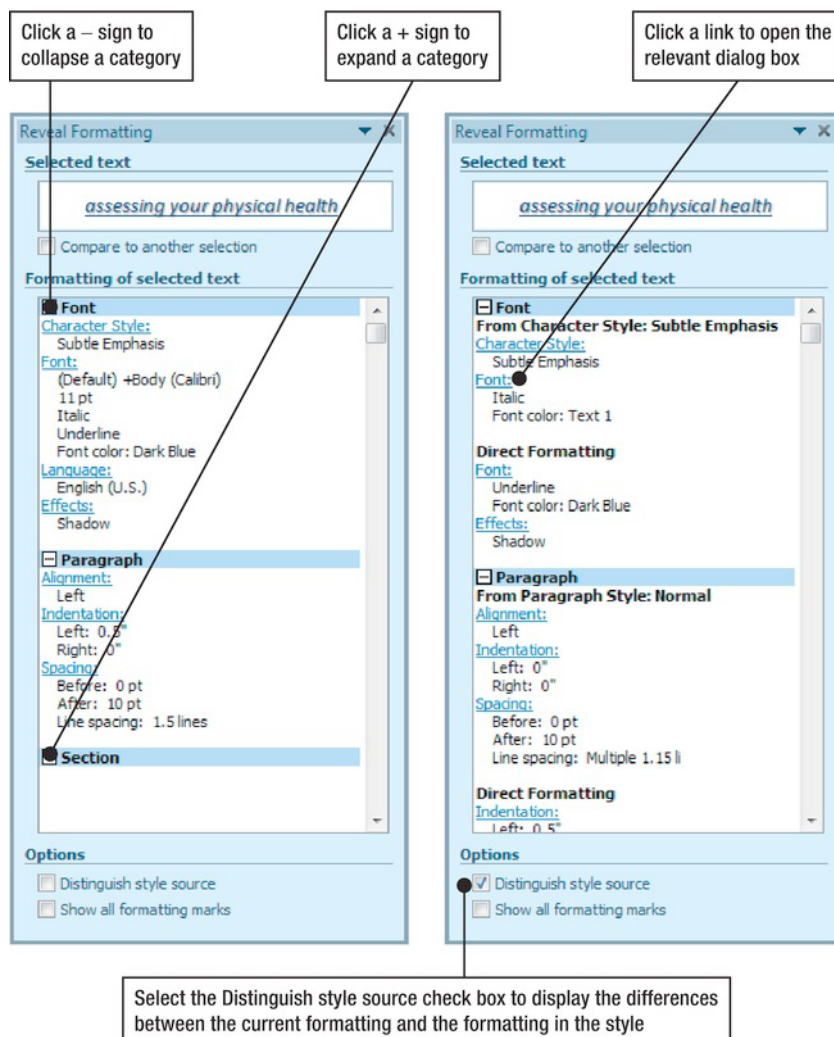 Click a – sign to
collapse a category
Click a + sign to
expand a category
Click a link to open the
relevant dialog box
Reveal Formatting
Selected text
assessing your physical health
Compare to another selection
Formatting of selected text
Font
Character Style:
Subtle Emphasis
Font:
(Default) +Body (Calibri)
11 pt
Italic
Underline
Font color: Dark Blue
Language:
English (U.S.)
Effects:
Shadow
Paragraph
Alignment:
Left
Indentation:
Left: 0.5"
Right: 0"
Spacing:
Before: 0 pt
After: 10 pt
Line spacing: 1.5 lines
Section
Options
Distinguish style source
Show all formatting marks
Reveal Formatting
Selected text
assessing your physical health
Compare to another selection
Formatting of selected text
Font
From Character Style: Subtle Emphasis
Character Style:
Subtle Emphasis
Font:
Italic
Font color: Text 1
Direct Formatting
Font:
Underline
Font color: Dark Blue
Effects:
Shadow
Paragraph
From Paragraph Style: Normal
Alignment:
Left
Indentation:
Left: 0"
Right: 0"
Spacing:
Before: 0 pt
After: 10 pt
Line spacing: Multiple 1.15 li
Direct Formatting
Indentation:
Left: 0.5"
Options
Distinguish style source
Show all formatting marks
Select the Distinguish style source check box to display the differences
between the current formatting and the formatting in the style